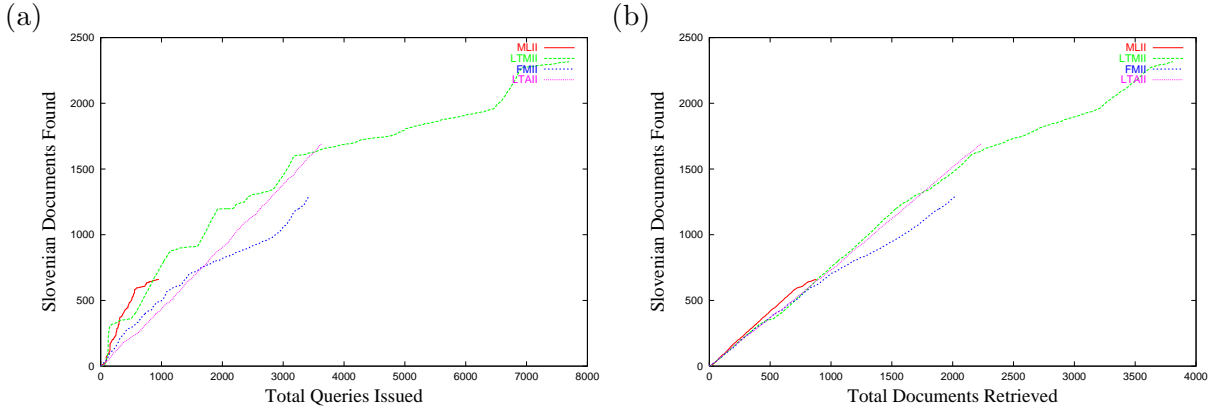 (a)
2500
2000
1500
1000
500
0
Slovenian Documents Found
MLII
LTMII
FMII
LTAII
0 1000 2000 3000 4000 5000 6000 7000 8000
Total Queries Issued
(b)
2500
2000
1500
1000
500
0
Slovenian Documents Found
MLII
LTMII
FMII
LTAII
0 500 1000 1500 2000 2500 3000 3500 4000
Total Documents Retrieved